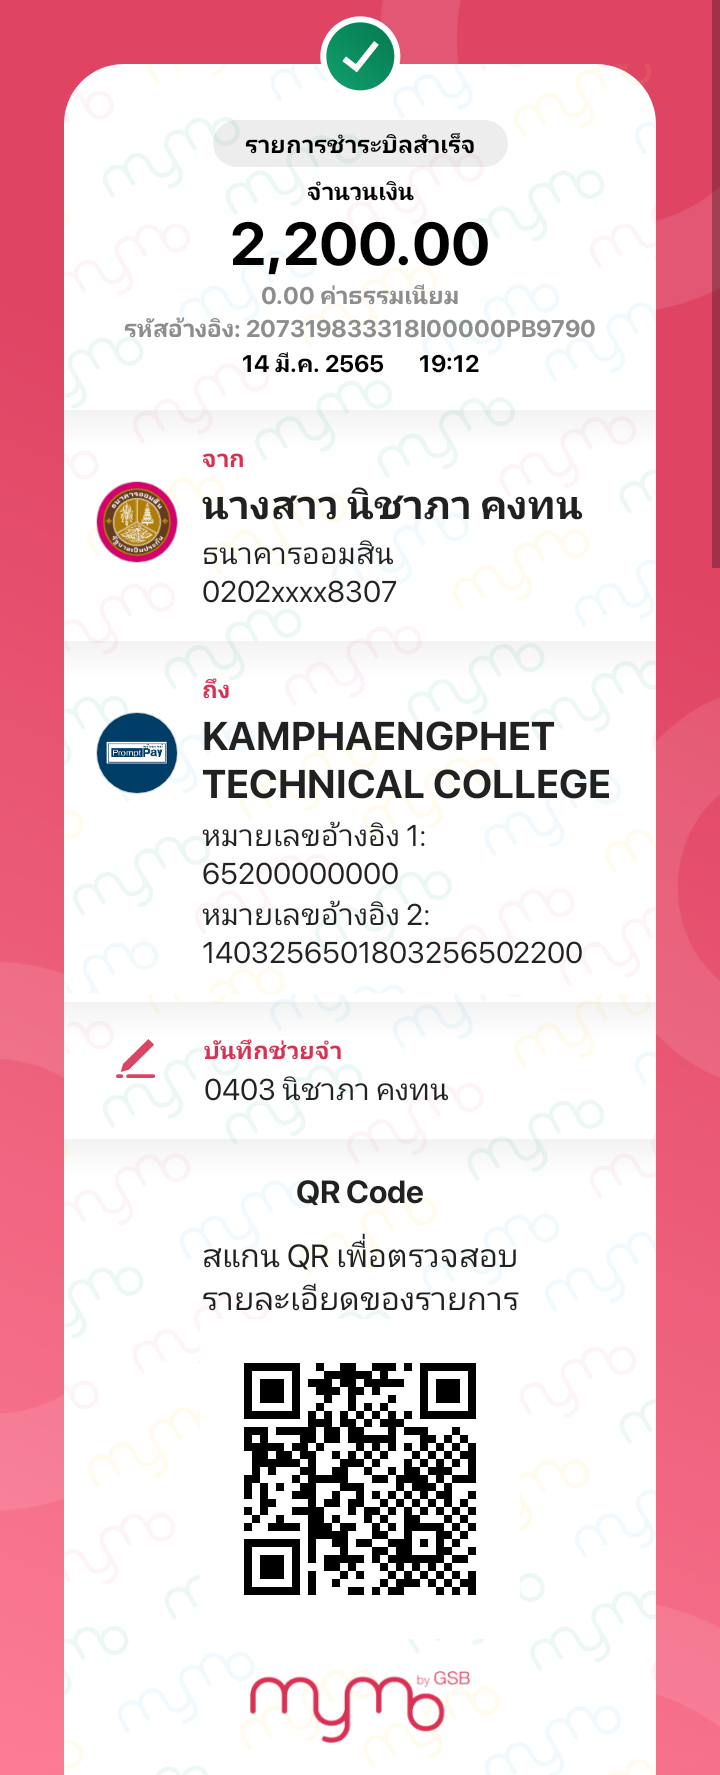 รายการชำระบิลสำเร็จ
จำนวนเงิน
2,200.00
0.00 ค่าธรรมเนียม
รหัสอ้างอิง: 207319833318I00000PB9790
14 มี.ค. 2565 19:12
จาก
นางสาว นิชาภา คงทน
ธนาคารออมสิน
0202xxxx8307
ถึง
PromptPay
KAMPHAENGPHET
TECHNICAL COLLEGE
หมายเลขอ้างอิง 1:
65200000000
หมายเลขอ้างอิง 2:
1403256501803256502200
บันทึกช่วยจำ
0403 นิชาภา คงทน
QR Code
สแกน QR เพื่อตรวจสอบ
รายละเอียดของรายการ
mymo by GSB